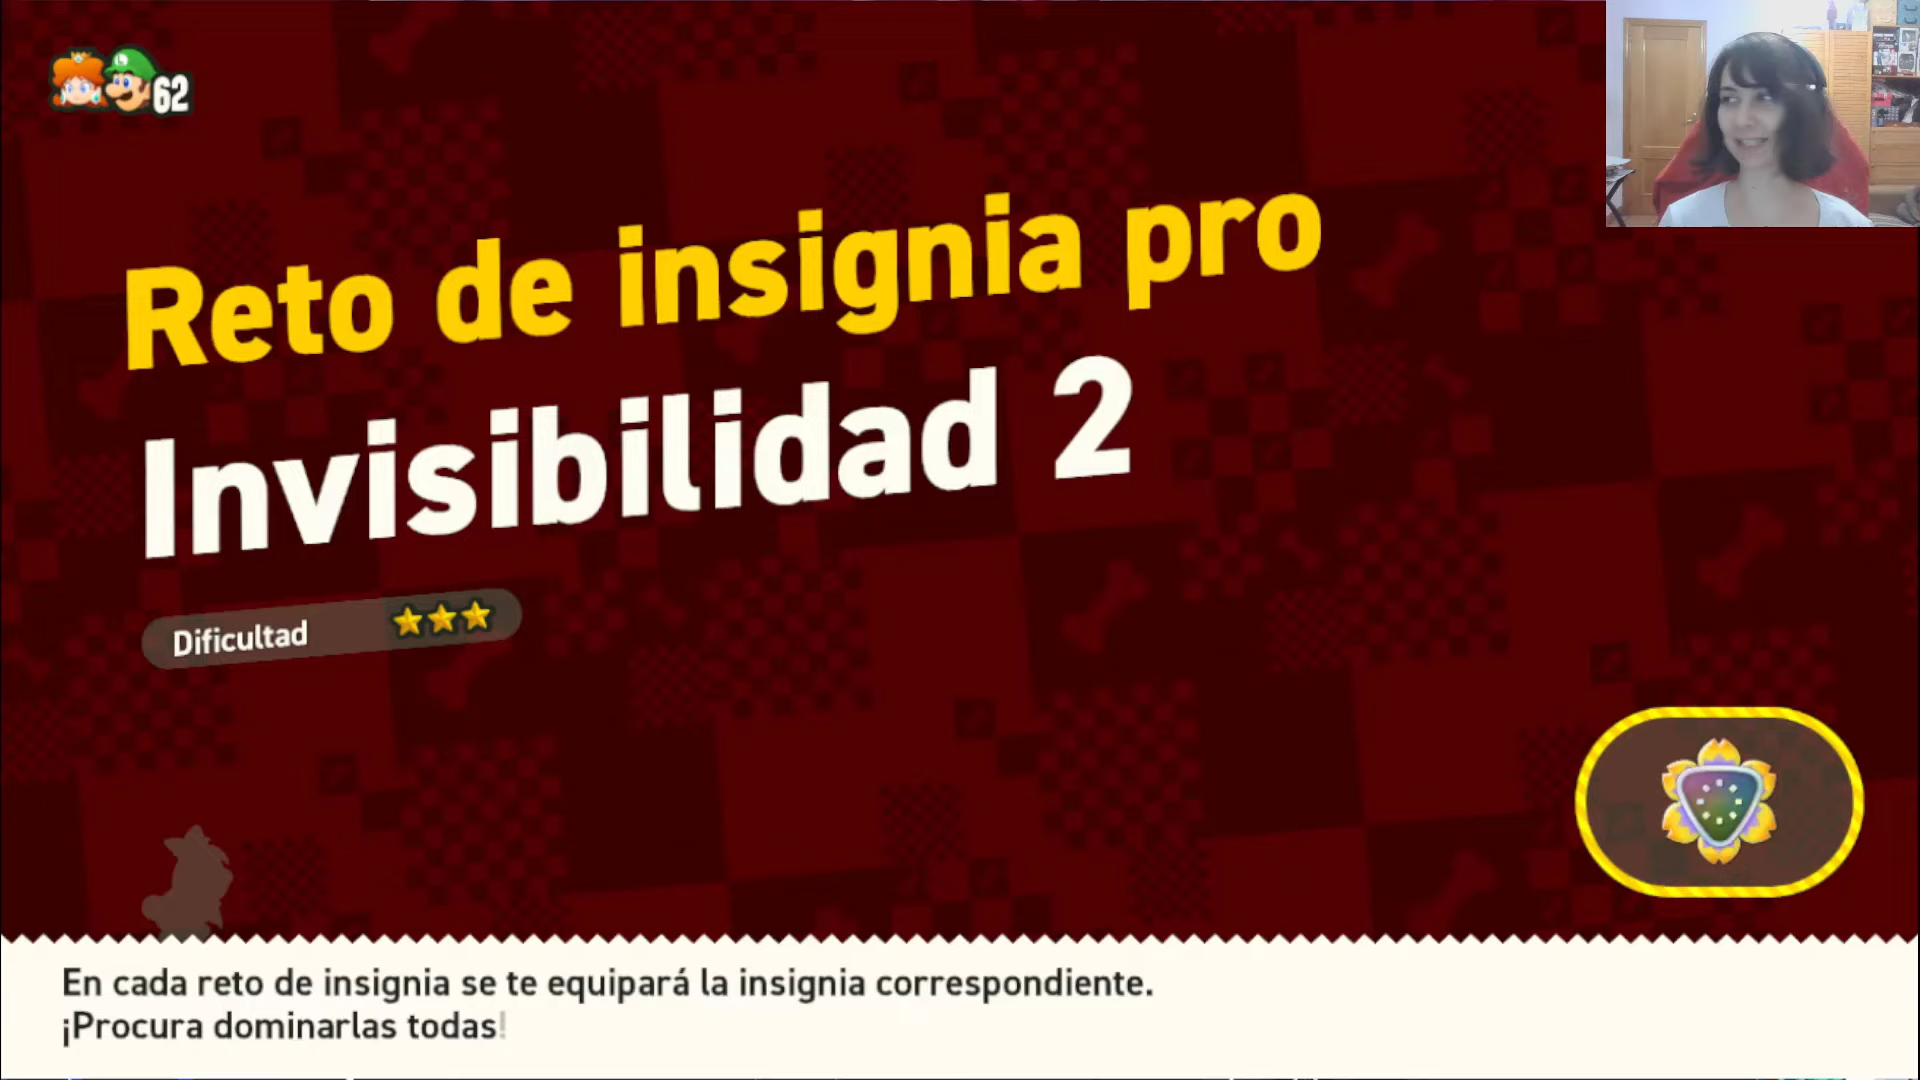 62
Reto de insignia pro
Invisibilidad 2
Dificultad
En cada reto de insignia se te equipará la insignia correspondiente.
¡Procura dominarlas todas!